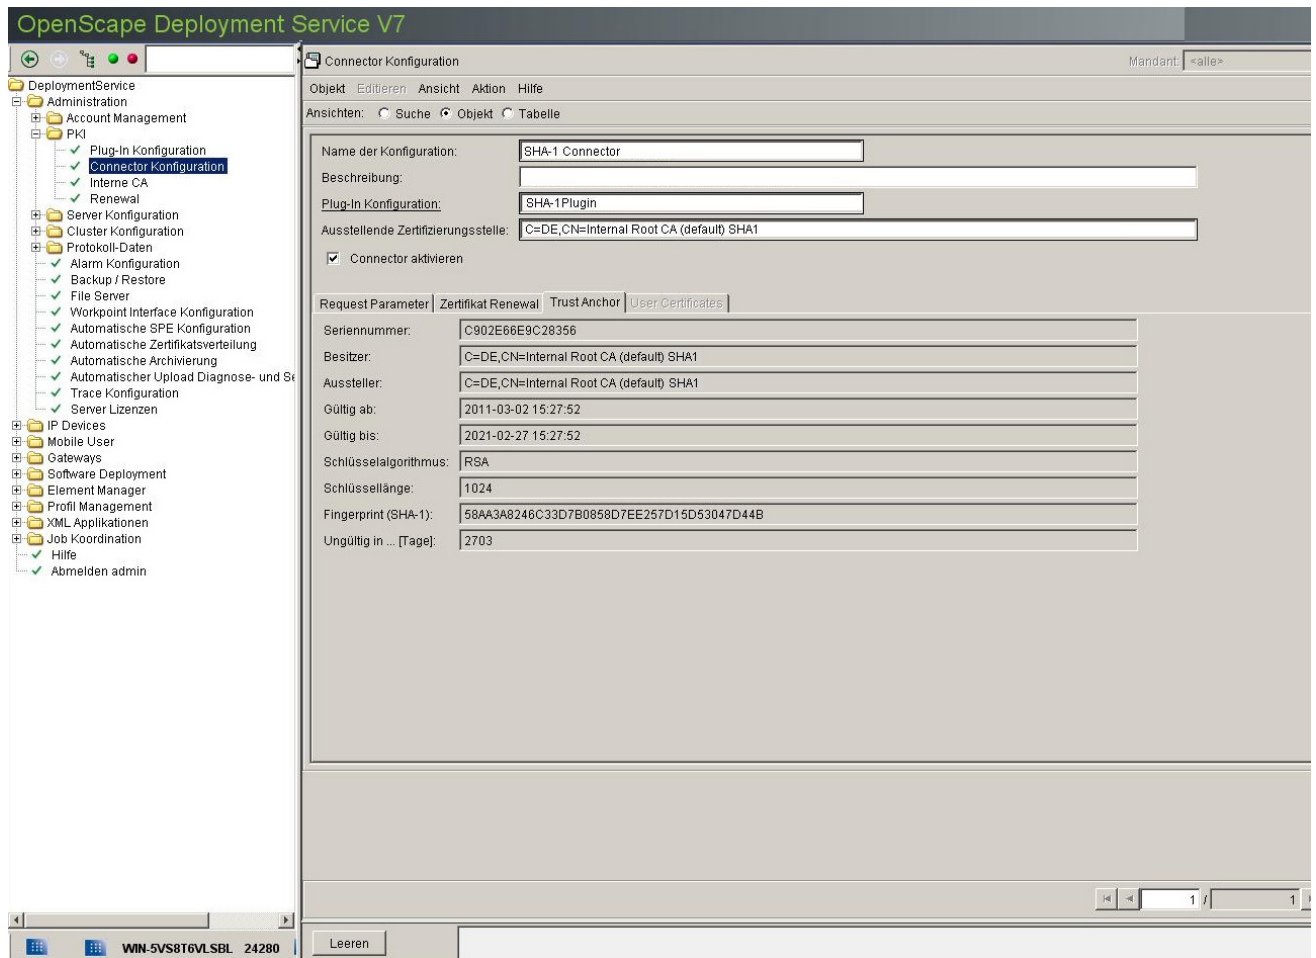 OpenScape Deployment Service V7
Connector Konfiguration
Mandant: <alle>
DeploymentService
Administration
Account Management
PKI
Plug-In Konfiguration
Connector Konfiguration
Interne CA
Renewal
Server Konfiguration
Cluster Konfiguration
Protokoll-Daten
Alarm Konfiguration
Backup / Restore
File Server
Workpoint Interface Konfiguration
Automatische SPE Konfiguration
Automatische Zertifikatsverteilung
Automatische Archivierung
Automatischer Upload Diagnose- und Se
Trace Konfiguration
Server Lizenzen
IP Devices
Mobile User
Gateways
Software Deployment
Element Manager
Profil Management
XML Applikationen
Job Koordination
Hilfe
Abmelden admin
WIN-5VS8T6VLSBL 24280
Objekt Editieren Ansicht Aktion Hilfe
Ansichten: Suche Objekt Tabelle
Name der Konfiguration: SHA-1 Connector
Beschreibung:
Plug-In Konfiguration: SHA-1Plugin
Ausstellende Zertifizierungsstelle: C=DE,CN=Internal Root CA (default) SHA1
Connector aktivieren
Request Parameter Zertifikat Renewal Trust Anchor User Certificates
Seriennummer: C902E66E9C28356
Besitzer: C=DE,CN=Internal Root CA (default) SHA1
Aussteller: C=DE,CN=Internal Root CA (default) SHA1
Gültig ab: 2011-03-02 15:27:52
Gültig bis: 2021-02-27 15:27:52
Schlüsselalgorithmus: RSA
Schlüssellänge: 1024
Fingerprint (SHA-1): 58AA3A8246C33D7B0858D7EE257D15D53047D44B
Ungültig in ... [Tage]: 2703
1 / 1
Leeren